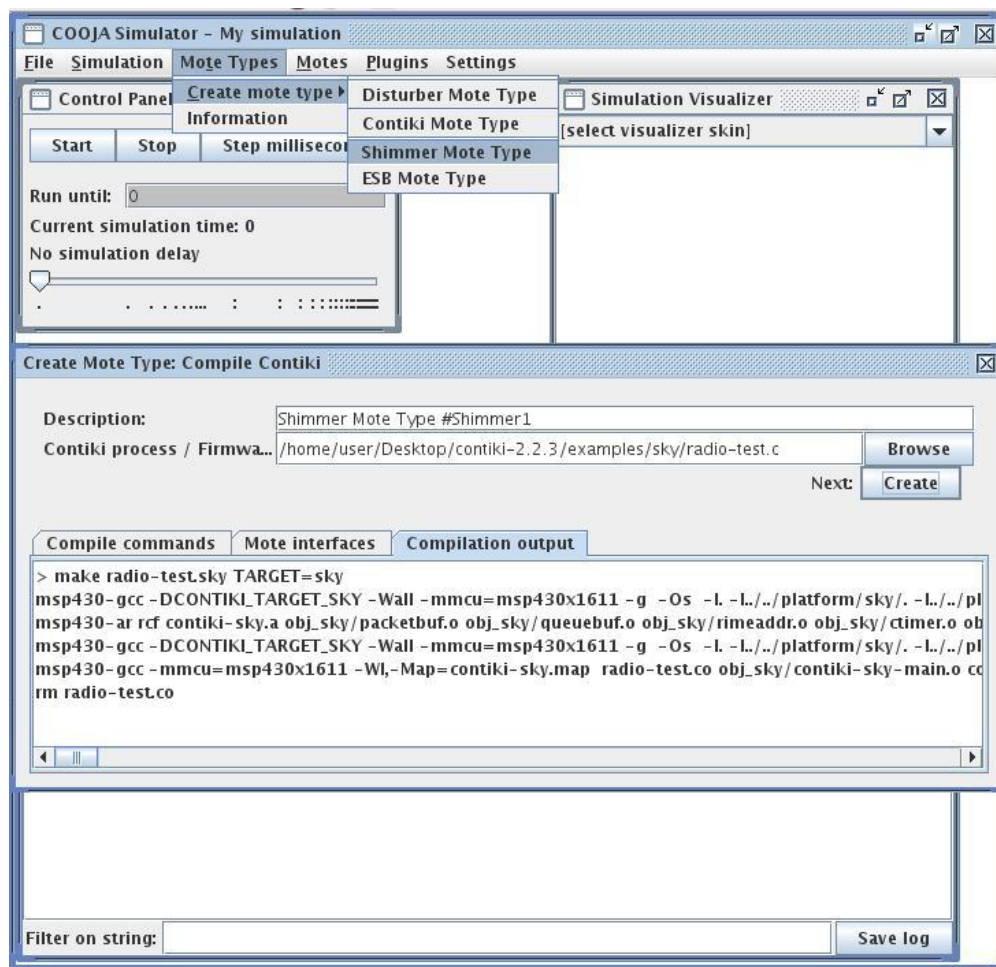 COOJA Simulator - My simulation
File Simulation Mote Types Motes Plugins Settings
Create mote type
Information
Disturber Mote Type
Contiki Mote Type
Shimmer Mote Type
ESB Mote Type
Control Panel
Start Stop Step millisecon
Run until: 0
Current simulation time: 0
No simulation delay
Simulation Visualizer
[select visualizer skin]
Create Mote Type: Compile Contiki
Description: Shimmer Mote Type #Shimmer1
Contiki process / Firmwa... /home/user/Desktop/contiki-2.2.3/examples/sky/radio-test.c Browse
Next: Create
Compile commands Mote interfaces Compilation output
> make radio-test.sky TARGET=sky
msp430-gcc -DCONTIKI_TARGET_SKY -Wall -mmcu=msp430x1611 -g -Os -I. -I../../platform/sky/. -I../../pl
msp430-ar rcf contiki-sky.a obj_sky/packetbuf.o obj_sky/queuebuf.o obj_sky/rimeaddr.o obj_sky/ctimer.o ob
msp430-gcc -DCONTIKI_TARGET_SKY -Wall -mmcu=msp430x1611 -g -Os -I. -I../../platform/sky/. -I../../pl
msp430-gcc -mmcu=msp430x1611 -Wl,-Map=contiki-sky.map radio-test.co obj_sky/contiki-sky-main.o co
rm radio-test.co
Filter on string: Save log